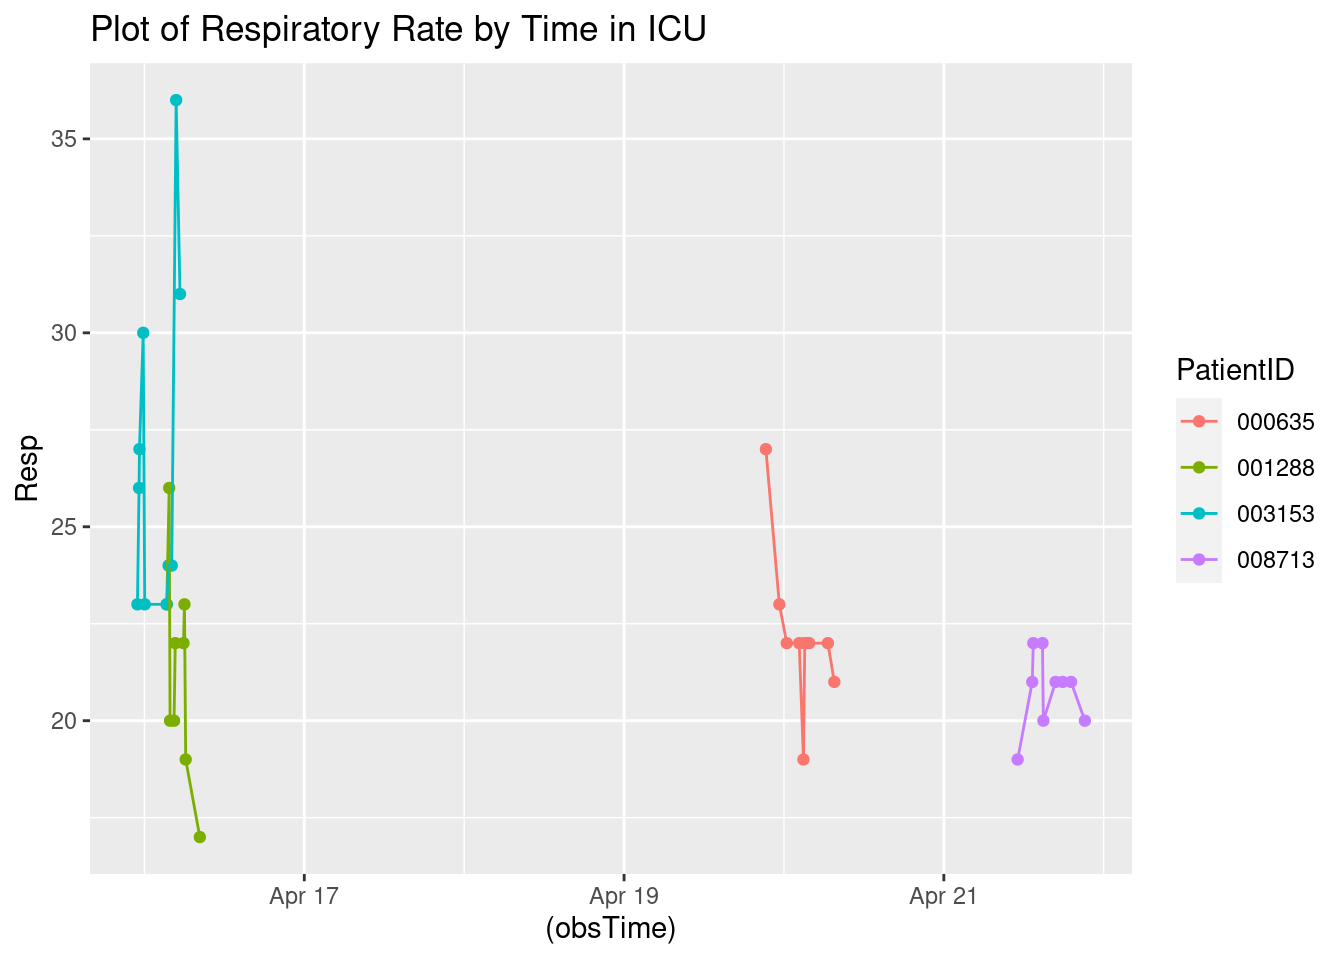 Plot of Respiratory Rate by Time in ICU
35
30
25
20
Resp
Apr 17
Apr 19
Apr 21
(obsTime)
PatientID
000635
001288
003153
008713